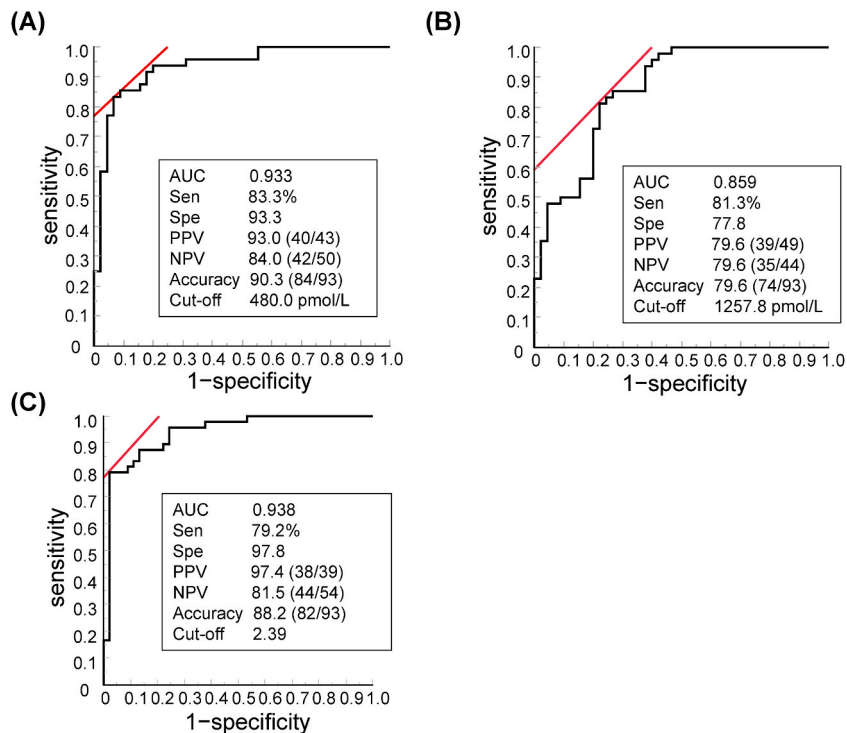 (A)
1.0
0.9
0.8
0.7
0.6
0.5
0.4
0.3
0.2
0.1
0
sensitivity
AUC 0.933
Sen 83.3%
Spe 93.3
PPV 93.0 (40/43)
NPV 84.0 (42/50)
Accuracy 90.3 (84/93)
Cut-off 480.0 pmol/L
0 0.1 0.2 0.3 0.4 0.5 0.6 0.7 0.8 0.9 1.0
1−specificity
(B)
1.0
0.9
0.8
0.7
0.6
0.5
0.4
0.3
0.2
0.1
0
sensitivity
AUC 0.859
Sen 81.3%
Spe 77.8
PPV 79.6 (39/49)
NPV 79.6 (35/44)
Accuracy 79.6 (74/93)
Cut-off 1257.8 pmol/L
0 0.1 0.2 0.3 0.4 0.5 0.6 0.7 0.8 0.9 1.0
1−specificity
(C)
1.0
0.9
0.8
0.7
0.6
0.5
0.4
0.3
0.2
0.1
0
sensitivity
AUC 0.938
Sen 79.2%
Spe 97.8
PPV 97.4 (38/39)
NPV 81.5 (44/54)
Accuracy 88.2 (82/93)
Cut-off 2.39
0 0.1 0.2 0.3 0.4 0.5 0.6 0.7 0.8 0.9 1.0
1−specificity